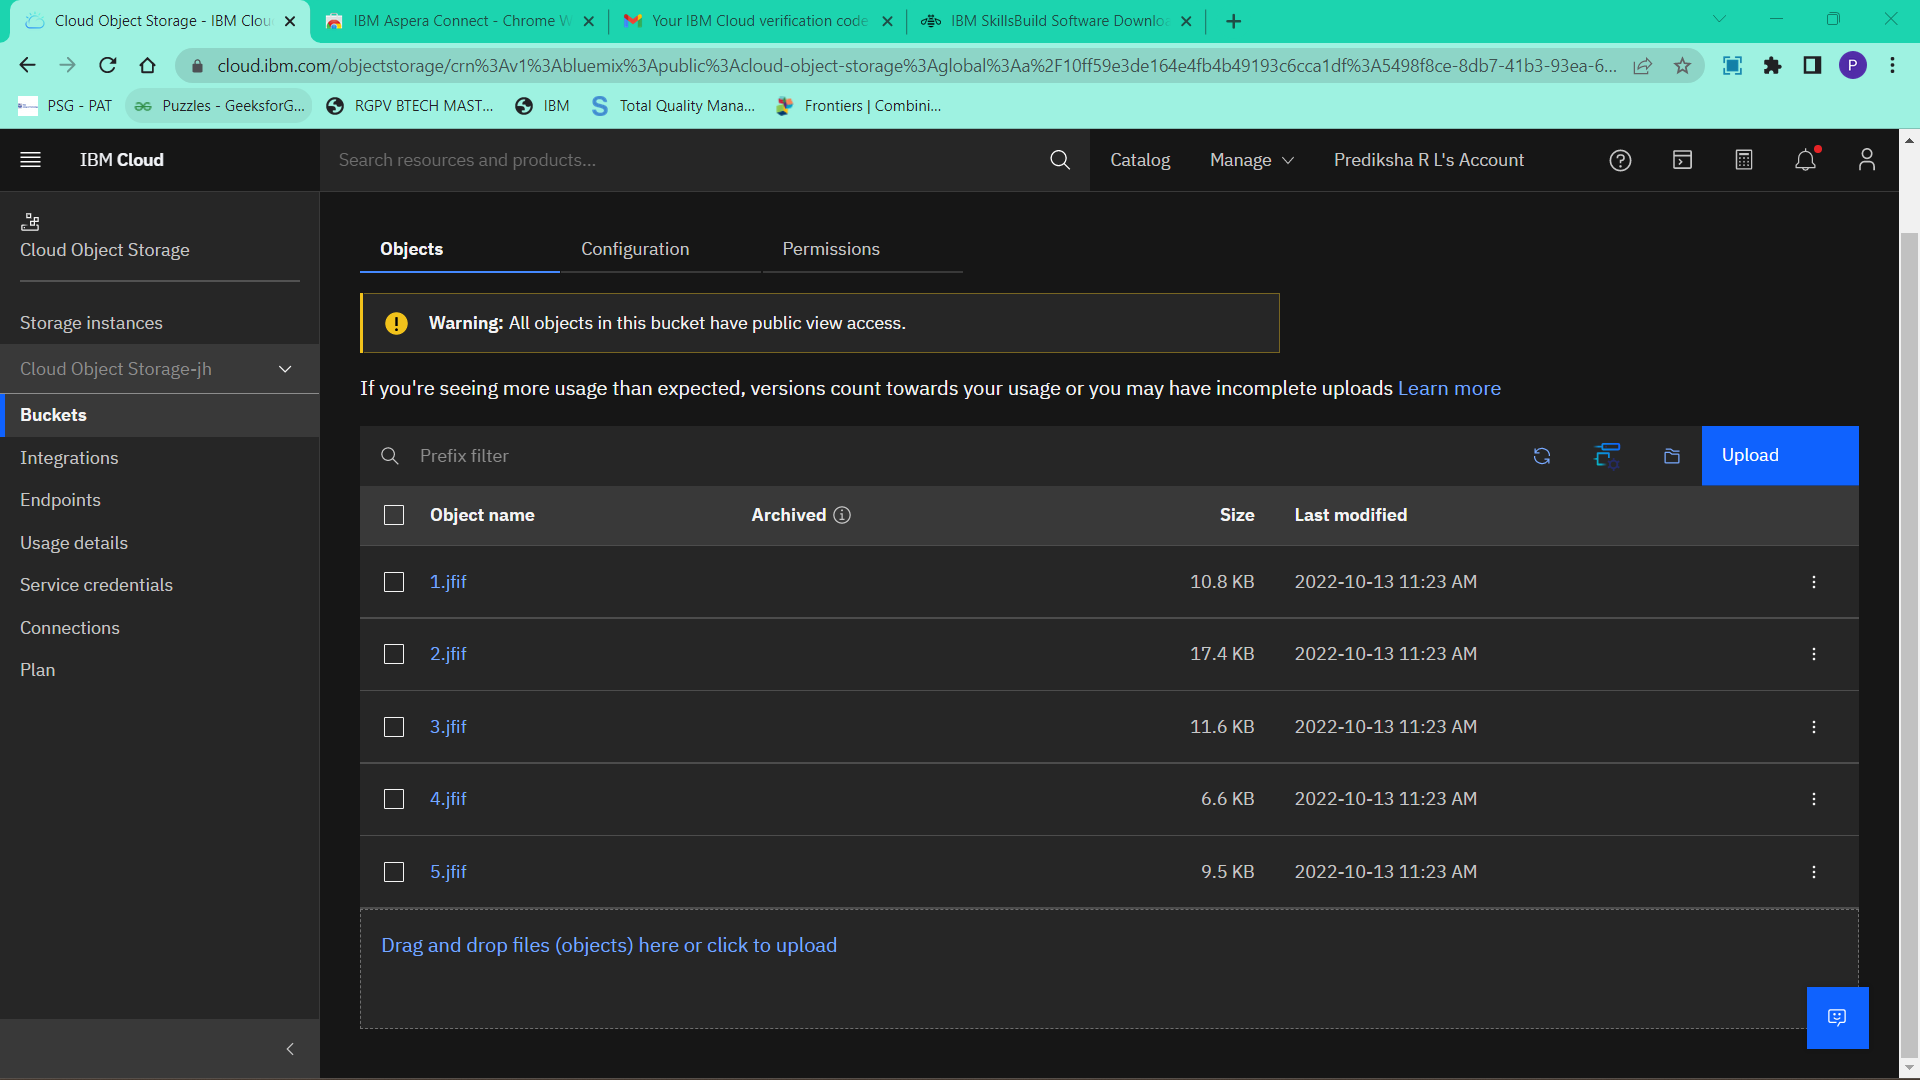 Cloud Object Storage - IBM Clou
IBM Aspera Connect - Chrome W
Your IBM Cloud verification code
IBM SkillsBuild Software Downloa
cloud.ibm.com/objectstorage/crn%3Av1%3Abluemix%3Apublic%3Acloud-object-storage%3Aglobal%3Aa%2F10ff59e3de164e4fb4b49193c6cca1df%3A5498f8ce-8db7-41b3-93ea-6...
P
PSG - PAT
Puzzles - GeeksforG...
RGPV BTECH MAST...
IBM
Total Quality Mana...
Frontiers | Combini...
IBM Cloud
Search resources and products...
Catalog
Manage
Prediksha R L's Account
Cloud Object Storage
Storage instances
Cloud Object Storage-jh
Buckets
Integrations
Endpoints
Usage details
Service credentials
Connections
Plan
Objects
Configuration
Permissions
Warning: All objects in this bucket have public view access.
If you're seeing more usage than expected, versions count towards your usage or you may have incomplete uploads Learn more
Prefix filter
Upload
Object name Archived Size Last modified
1.jfif 10.8 KB 2022-10-13 11:23 AM
2.jfif 17.4 KB 2022-10-13 11:23 AM
3.jfif 11.6 KB 2022-10-13 11:23 AM
4.jfif 6.6 KB 2022-10-13 11:23 AM
5.jfif 9.5 KB 2022-10-13 11:23 AM
Drag and drop files (objects) here or click to upload